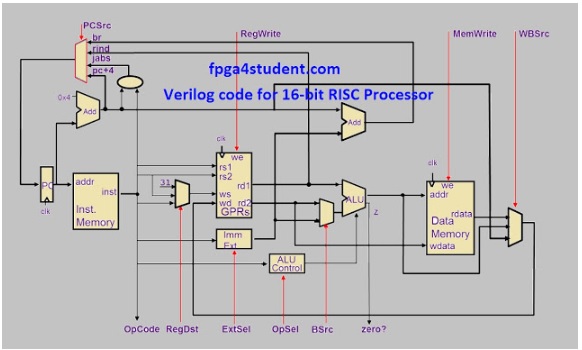 PCSrc
br
rind
jabs
pc+4
RegWrite
MemWrite
WBSrc
fpga4student.com
Verilog code for 16-bit RISC Processor
0x4
Add
Add
clk
we
rs1
rs2
rd1
ws
wd rd2
GPRs
31
PC
clk
addr
inst
Inst.
Memory
Imm
Ext
ALU
Control
ALU
z
clk
we
addr
rdata
Data
Memory
wdata
OpCode RegDst ExtSel OpSel BSrc zero?